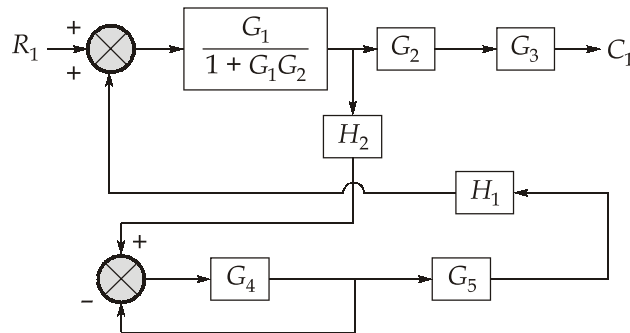 +
R₁
+
G₁
1 + G₁G₂
G₂
G₃
C₁
H₂
H₁
+
−
G₄
G₅